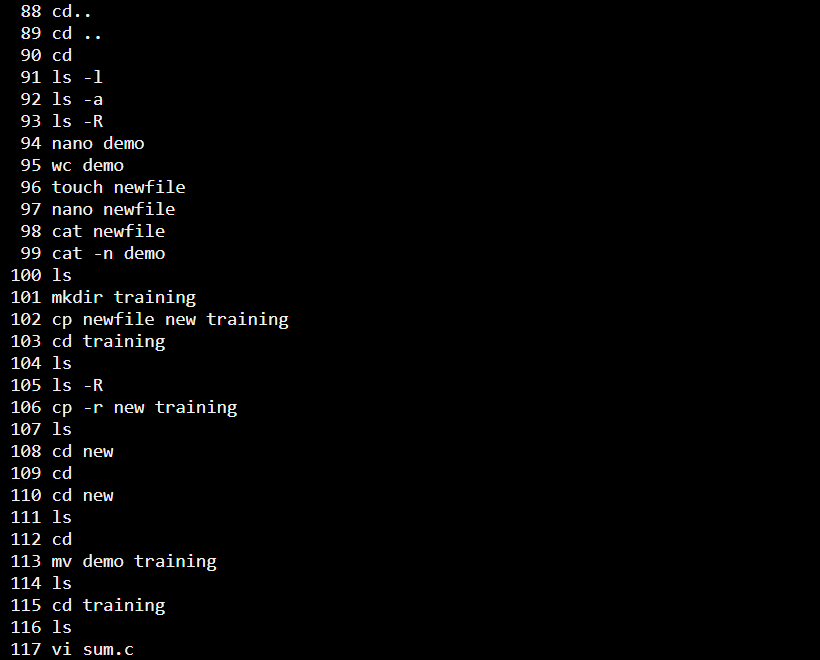 88 cd..
89 cd ..
90 cd
91 ls -l
92 ls -a
93 ls -R
94 nano demo
95 wc demo
96 touch newfile
97 nano newfile
98 cat newfile
99 cat -n demo
100 ls
101 mkdir training
102 cp newfile new training
103 cd training
104 ls
105 ls -R
106 cp -r new training
107 ls
108 cd new
109 cd
110 cd new
111 ls
112 cd
113 mv demo training
114 ls
115 cd training
116 ls
117 vi sum.c